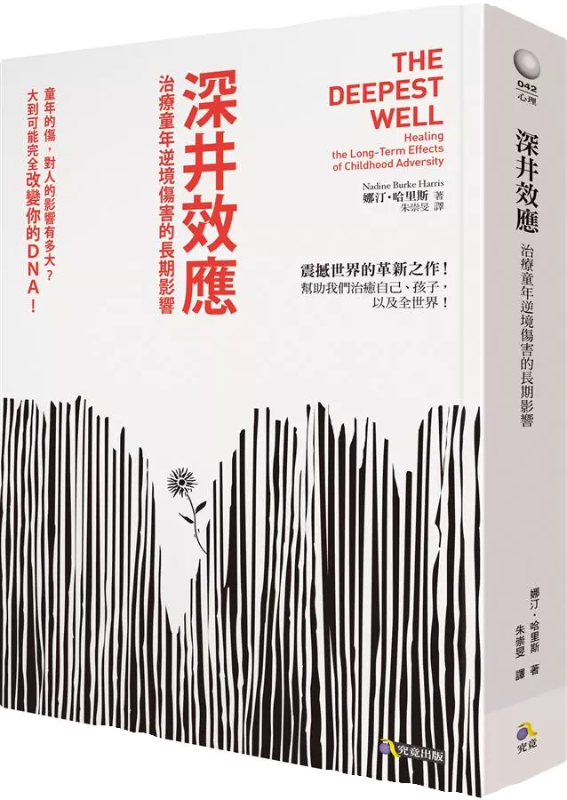 深井效應
治療童年逆境傷害的長期影響
童年的傷，對人的影響有多大？
大到可能完全改變你的DNA！
THE
DEEPEST
WELL
Healing
the Long-Term Effects
of Childhood Adversity
Nadine Burke Harris
娜汀・哈里斯 著
朱崇旻 譯
震撼世界的革新之作！
幫助我們治癒自己、孩子，
以及全世界！
究竟出版
042
心理
深井效應
治療童年逆境傷害的長期影響
娜汀・哈里斯 著
朱崇旻 譯
究竟